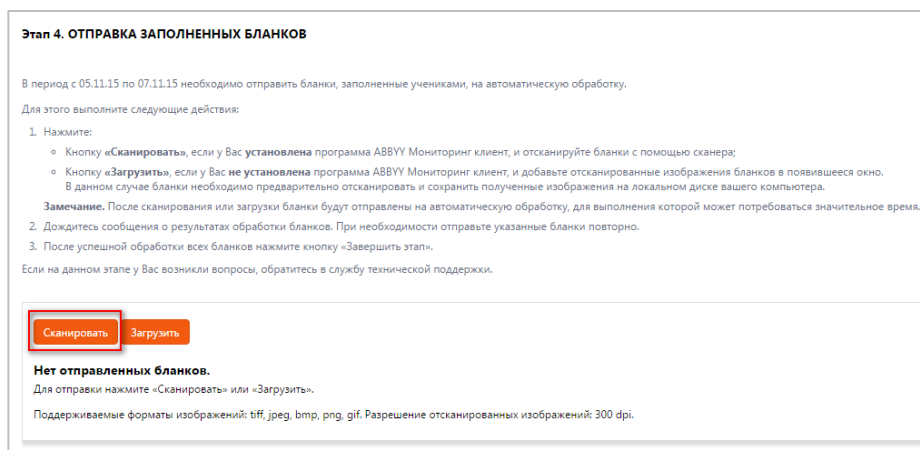 Этап 4. ОТПРАВКА ЗАПОЛНЕННЫХ БЛАНКОВ
В период с 05.11.15 по 07.11.15 необходимо отправить бланки, заполненные учениками, на автоматическую обработку.
Для этого выполните следующие действия:
1. Нажмите:
◦ Кнопку «Сканировать», если у Вас установлена программа ABBYY Мониторинг клиент, и отсканируйте бланки с помощью сканера;
◦ Кнопку «Загрузить», если у Вас не установлена программа ABBYY Мониторинг клиент, и добавьте отсканированные изображения бланков в появившееся окно.
В данном случае бланки необходимо предварительно отсканировать и сохранить полученные изображения на локальном диске вашего компьютера.
Замечание. После сканирования или загрузки бланки будут отправлены на автоматическую обработку, для выполнения которой может потребоваться значительное время.
2. Дождитесь сообщения о результатах обработки бланков. При необходимости отправьте указанные бланки повторно.
3. После успешной обработки всех бланков нажмите кнопку «Завершить этап».
Если на данном этапе у Вас возникли вопросы, обратитесь в службу технической поддержки.
Сканировать Загрузить
Нет отправленных бланков.
Для отправки нажмите «Сканировать» или «Загрузить».
Поддерживаемые форматы изображений: tiff, jpeg, bmp, png, gif. Разрешение отсканированных изображений: 300 dpi.